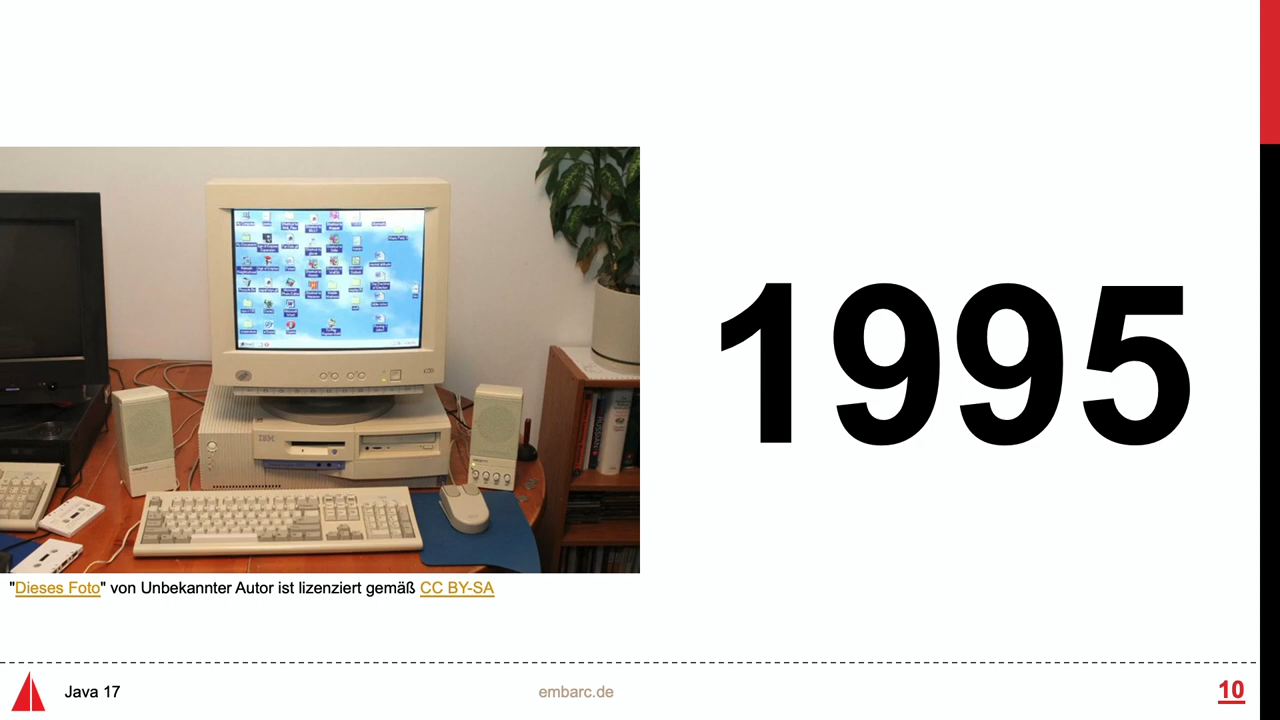 1995
IBM
"Dieses Foto" von Unbekannter Autor ist lizenziert gemäß CC BY-SA
Java 17
embarc.de
10